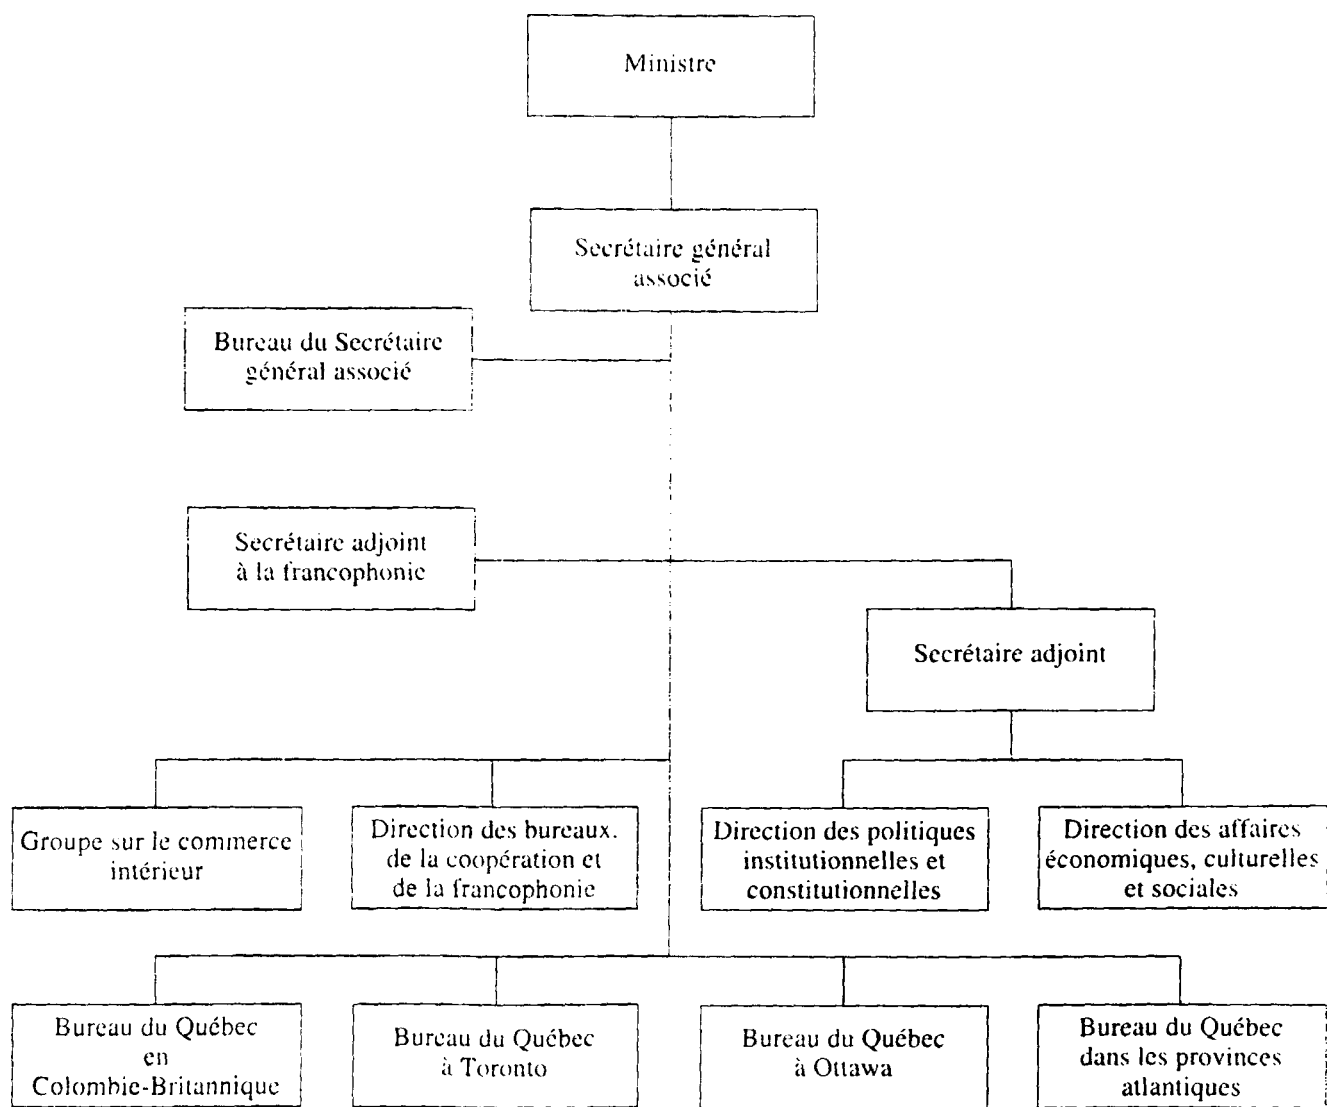 Ministre
Secrétaire général
associé
Bureau du Secrétaire
général associé
Secrétaire adjoint
à la francophonie
Secrétaire adjoint
Groupe sur le commerce
intérieur
Direction des bureaux.
de la coopération et
de la francophonie
Direction des politiques
institutionnelles et
constitutionnelles
Direction des affaires
économiques, culturelles
et sociales
Bureau du Québec
en
Colombie-Britannique
Bureau du Québec
à Toronto
Bureau du Québec
à Ottawa
Bureau du Québec
dans les provinces
atlantiques